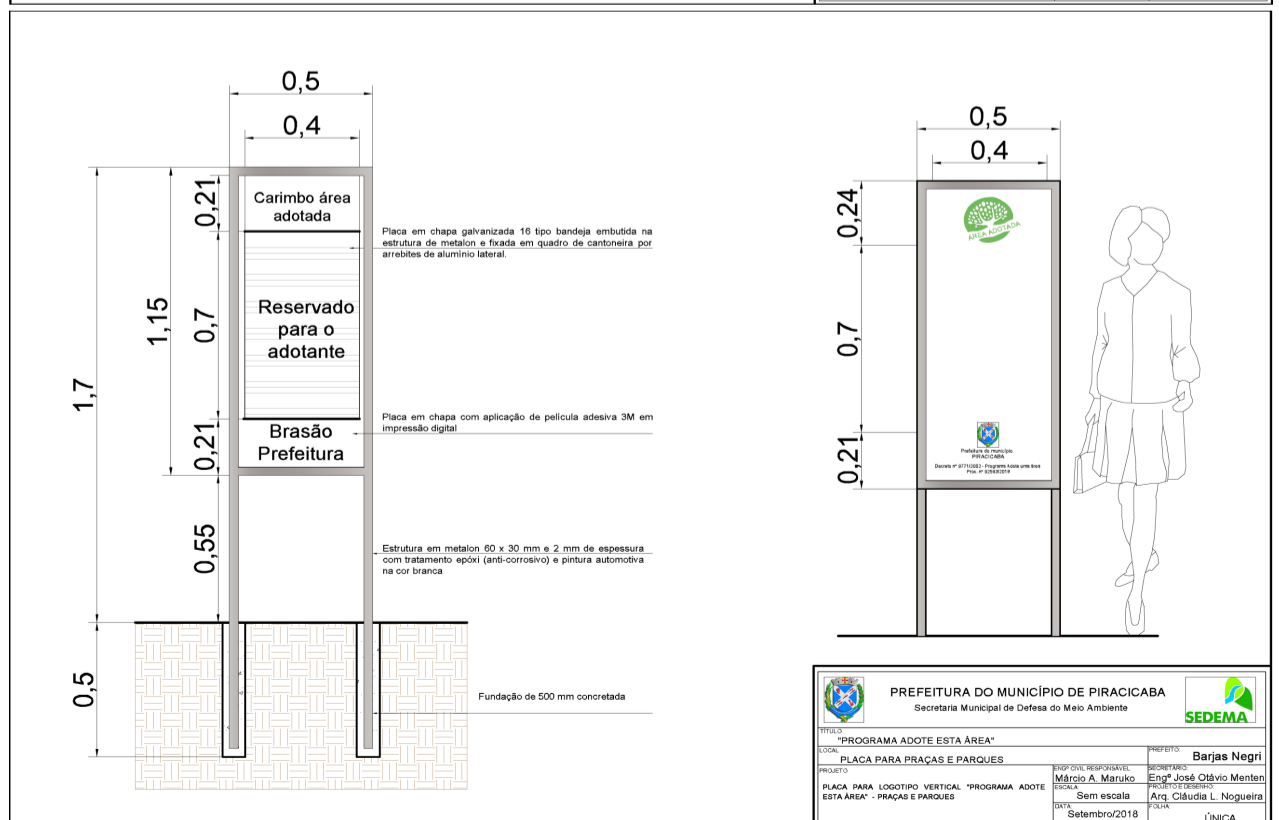 0,5
0,4
0,21
Carimbo área
adotada
Placa em chapa galvanizada 16 tipo bandeja embutida na
estrutura de metalon e fixada em quadro de cantoneira por
arrebites de alumínio lateral.
1,15
0,7
Reservado
para o
adotante
1,7
Placa em chapa com aplicação de película adesiva 3M em
impressão digital
0,21
Brasão
Prefeitura
0,55
Estrutura em metalon 60 x 30 mm e 2 mm de espessura
com tratamento epóxi (anti-corrosivo) e pintura automotiva
na cor branca
0,5
Fundação de 500 mm concretada
0,5
0,4
0,24
ÁREA ADOTADA
0,7
0,21
Prefeitura do município
PIRACICABA
- Programa Adote uma área
PREFEITURA DO MUNICÍPIO DE PIRACICABA
Secretaria Municipal de Defesa do Meio Ambiente
SEDEMA
TÍTULO
"PROGRAMA ADOTE ESTA ÁREA"
LOCAL
PLACA PARA PRAÇAS E PARQUES
PREFEITO:
Barjas Negri
PROJETO
PLACA PARA LOGOTIPO VERTICAL "PROGRAMA ADOTE
ESTA ÁREA" - PRAÇAS E PARQUES
ENGº CIVIL RESPONSÁVEL
Márcio A. Maruko
SECRETÁRIO:
Engº José Otávio Menten
ESCALA:
Sem escala
PROJETO E DESENHO:
Arq. Cláudia L. Nogueira
DATA:
Setembro/2018
FOLHA:
ÚNICA